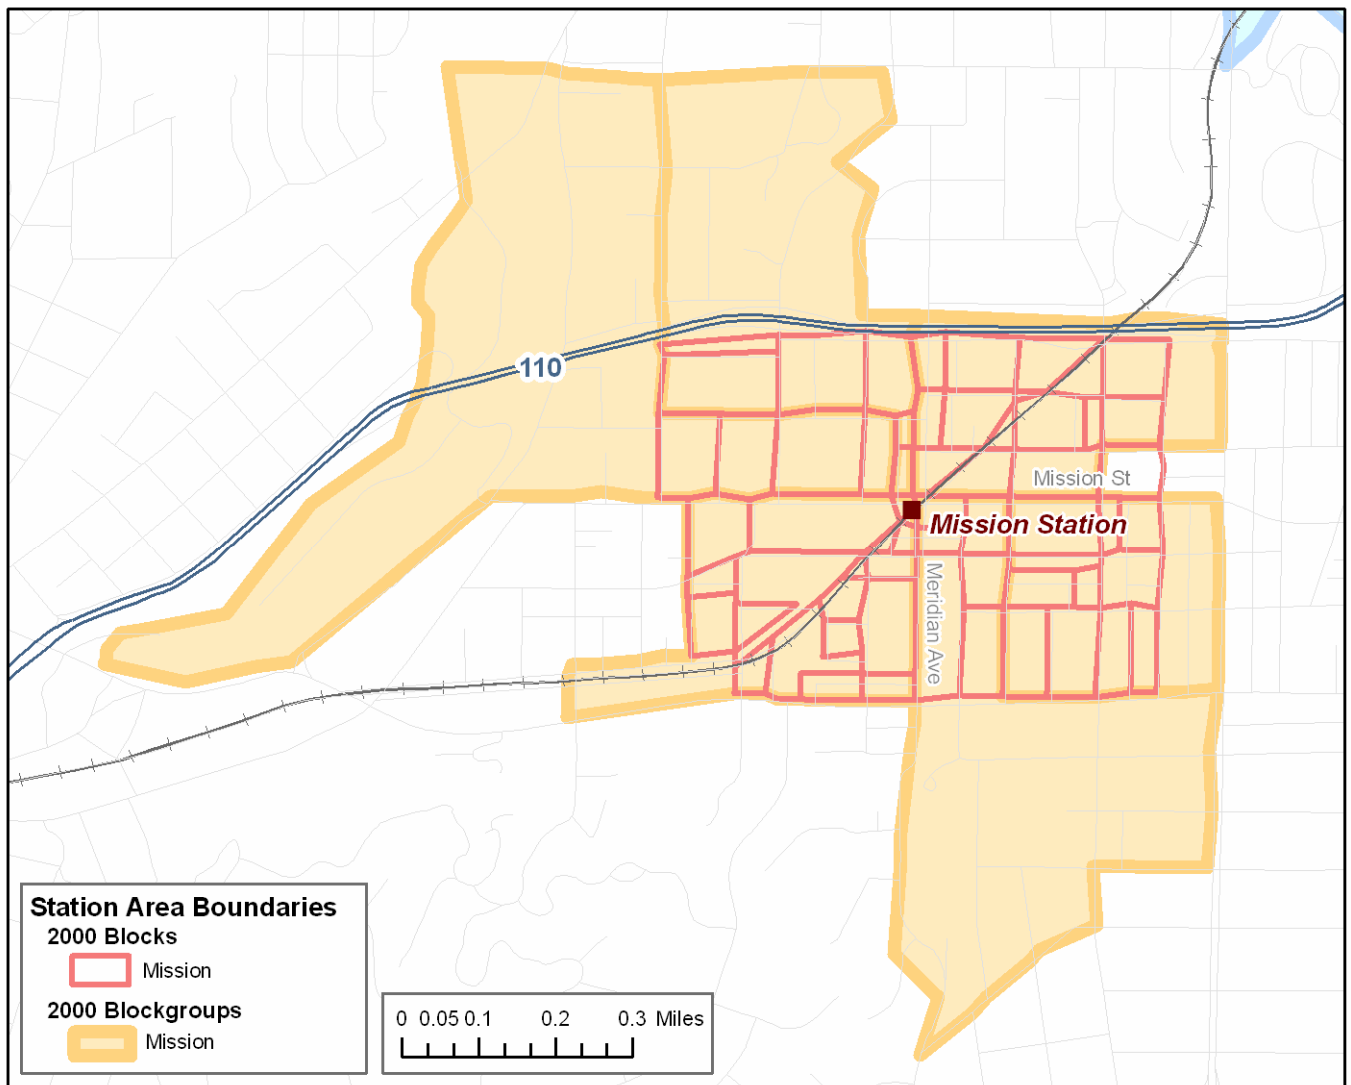 110
Mission St
Mission Station
Meridian Ave
Station Area Boundaries
2000 Blocks
Mission
2000 Blockgroups
Mission
0 0.05 0.1 0.2 0.3 Miles